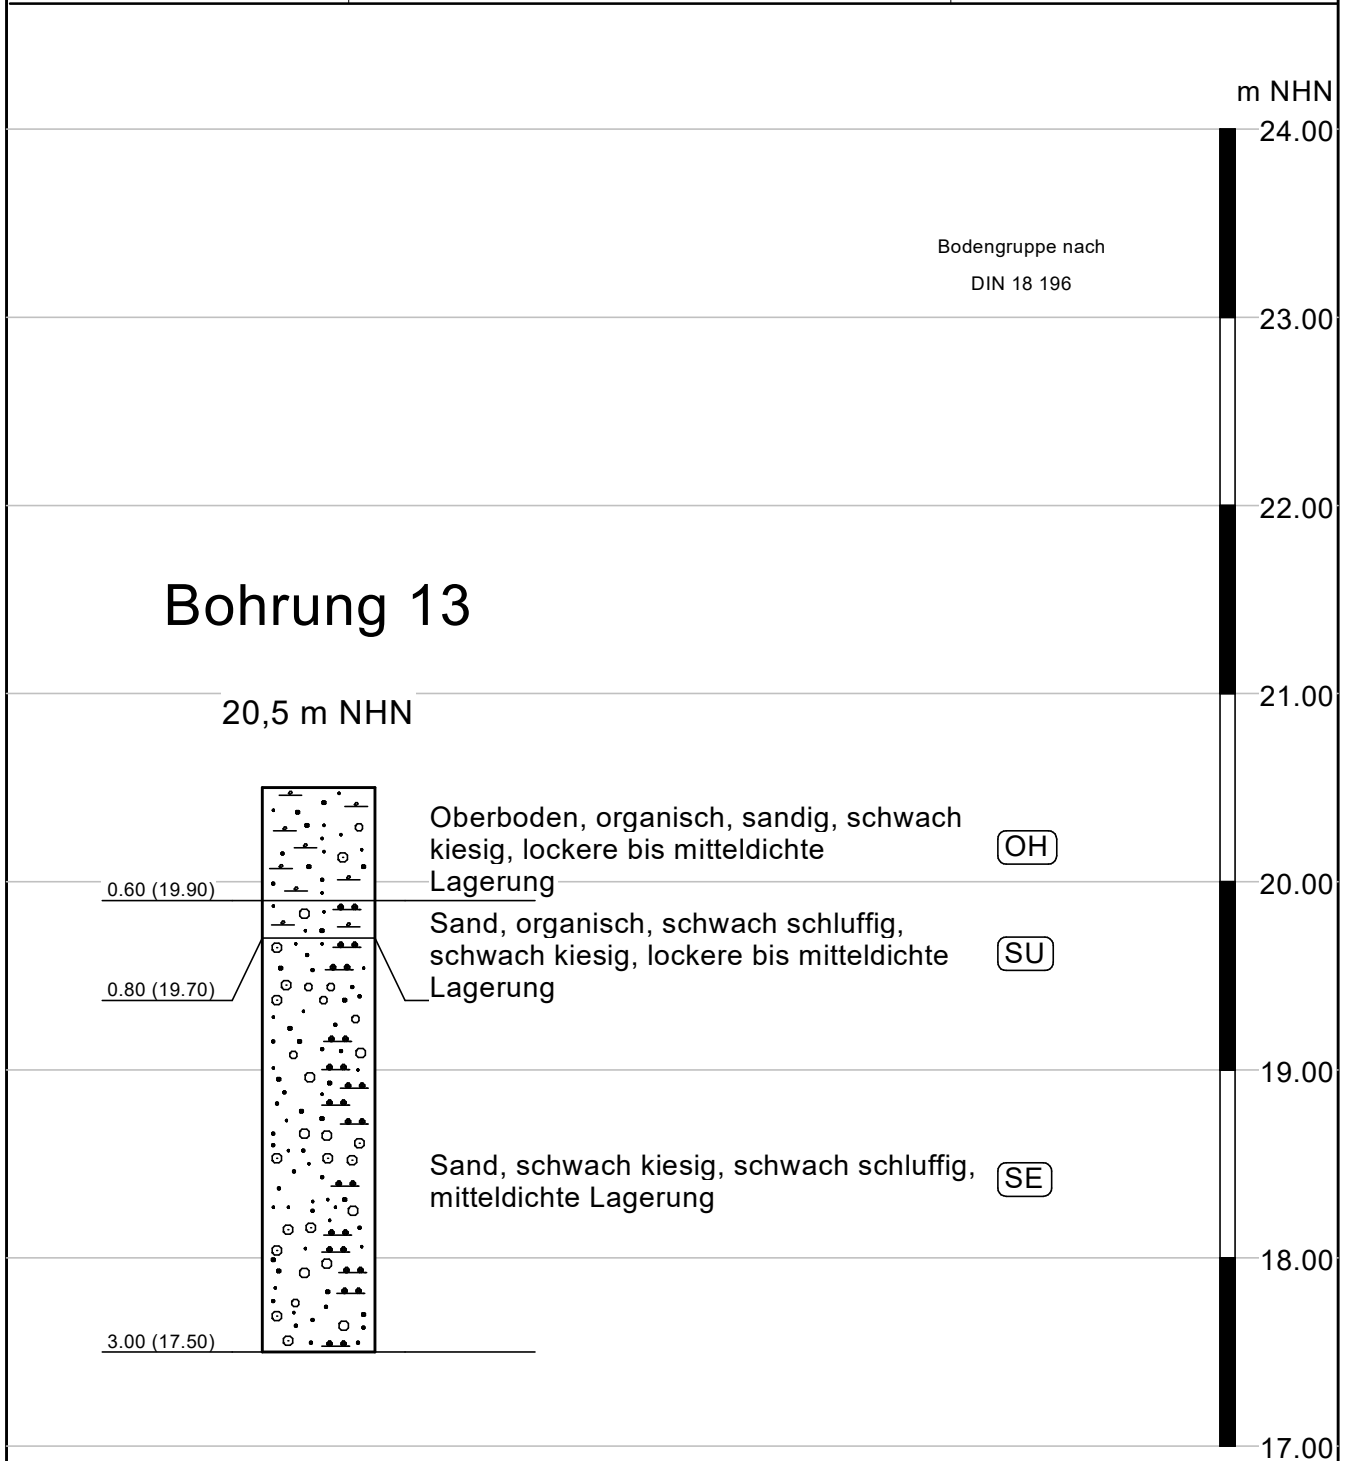 m NHN
24.00
Bodengruppe nach
DIN 18 196
23.00
22.00
Bohrung 13
21.00
20,5 m NHN
Oberboden, organisch, sandig, schwach
kiesig, lockere bis mitteldichte
Lagerung
OH
20.00
0.60 (19.90)
Sand, organisch, schwach schluffig,
schwach kiesig, lockere bis mitteldichte
Lagerung
SU
0.80 (19.70)
19.00
Sand, schwach kiesig, schwach schluffig,
mitteldichte Lagerung
SE
18.00
3.00 (17.50)
17.00